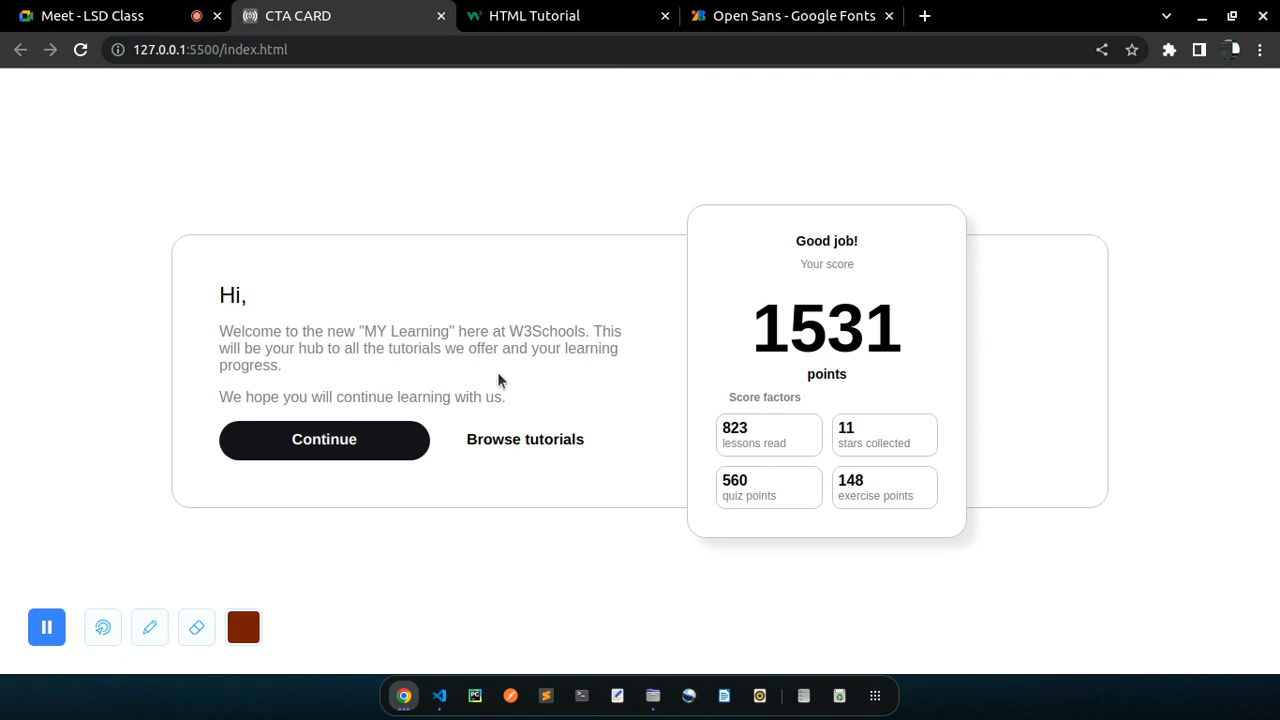 Meet - LSD Class
CTA CARD
HTML Tutorial
Open Sans - Google Fonts
127.0.0.1:5500/index.html
Hi,
Welcome to the new "MY Learning" here at W3Schools. This
will be your hub to all the tutorials we offer and your learning
progress.
We hope you will continue learning with us.
Continue
Browse tutorials
Good job!
Your score
1531
points
Score factors
823
lessons read
11
stars collected
560
quiz points
148
exercise points